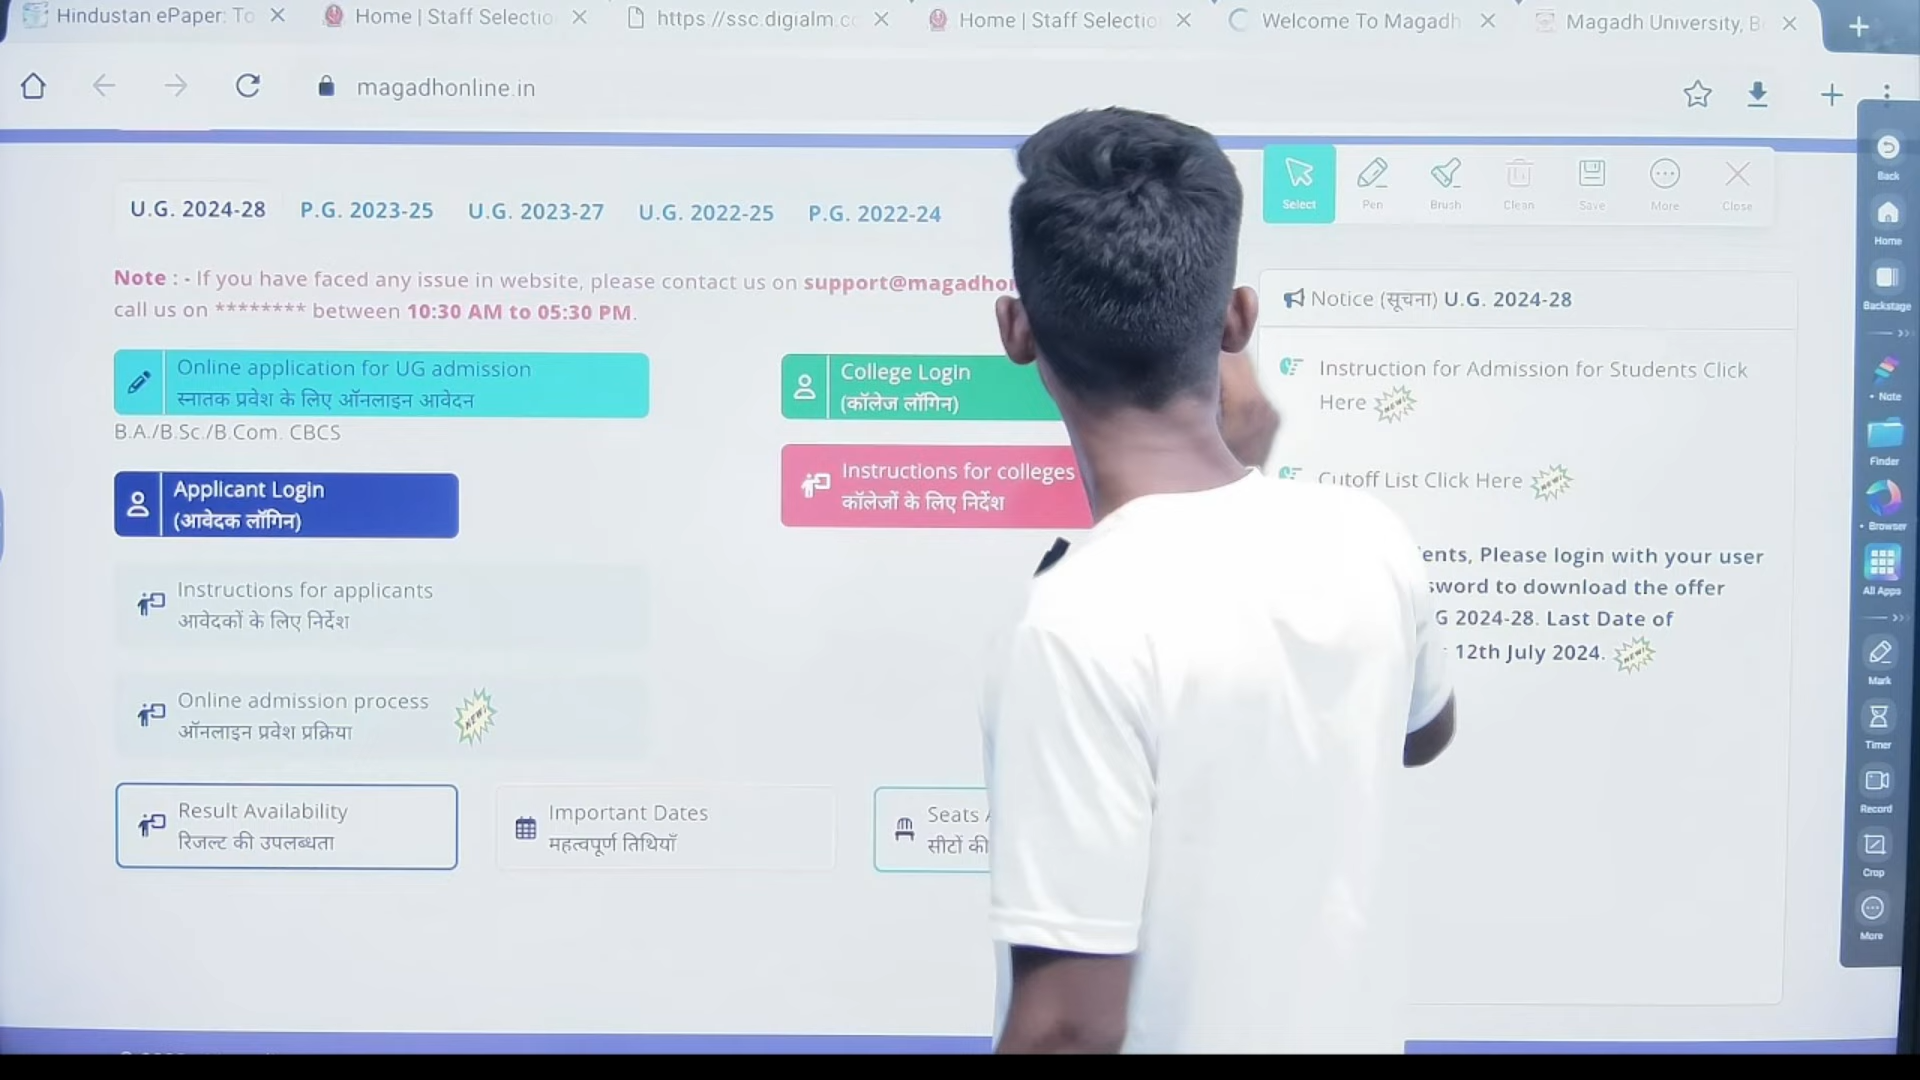 Hindustan ePaper: To
Home | Staff Selectio
https://ssc.digialm.co
Home | Staff Selectio
Welcome To Magadh
Magadh University, B
magadhonline.in
U.G. 2024-28
P.G. 2023-25
U.G. 2023-27
U.G. 2022-25
P.G. 2022-24
Select
Pen
Brush
Clean
Save
More
Close
Note : - If you have faced any issue in website, please contact us on support@magadho
call us on ******** between 10:30 AM to 05:30 PM.
Online application for UG admission
स्नातक प्रवेश के लिए ऑनलाइन आवेदन
B.A./B.Sc./B.Com. CBCS
Applicant Login
(आवेदक लॉगिन)
Instructions for applicants
आवेदकों के लिए निर्देश
Online admission process
ऑनलाइन प्रवेश प्रक्रिया
NEW!
Result Availability
रिजल्ट की उपलब्धता
Important Dates
महत्वपूर्ण तिथियाँ
Seats
सीटों की
College Login
(कॉलेज लॉगिन)
Instructions for colleges
कॉलेजों के लिए निर्देश
Notice (सूचना) U.G. 2024-28
Instruction for Admission for Students Click
Here NEW!
Cutoff List Click Here NEW!
ents, Please login with your user
sword to download the offer
G 2024-28. Last Date of
12th July 2024. NEW!
Back
Home
Backstage
Note
Finder
Browser
All Apps
Mark
Timer
Record
Crop
More